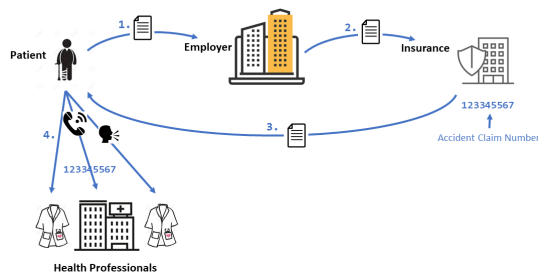 1.
2.
Patient
Employer
Insurance
123345567
3.
Accident Claim Number
4.
123345567
Health Professionals